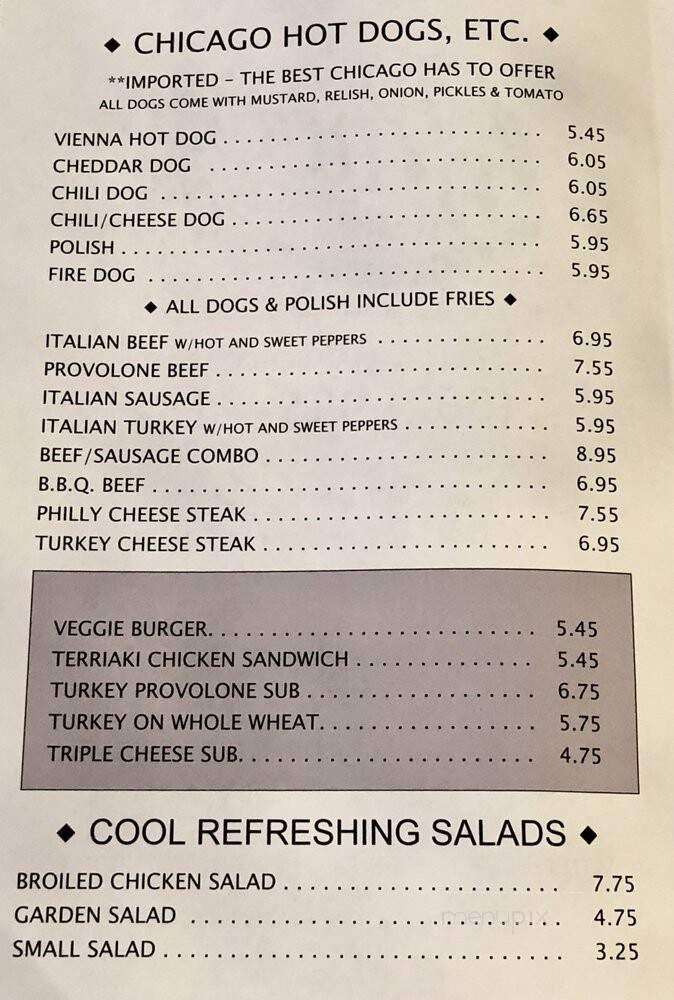 ◆ CHICAGO HOT DOGS, ETC. ◆
**IMPORTED – THE BEST CHICAGO HAS TO OFFER
ALL DOGS COME WITH MUSTARD, RELISH, ONION, PICKLES & TOMATO
VIENNA HOT DOG . . . . . . . . . . . . . . . . . . . . . . . . . . . . 5.45
CHEDDAR DOG . . . . . . . . . . . . . . . . . . . . . . . . . . . . . 6.05
CHILI DOG . . . . . . . . . . . . . . . . . . . . . . . . . . . . . . . . . 6.05
CHILI/CHEESE DOG . . . . . . . . . . . . . . . . . . . . . . . . . . . 6.65
POLISH . . . . . . . . . . . . . . . . . . . . . . . . . . . . . . . . . . . . 5.95
FIRE DOG . . . . . . . . . . . . . . . . . . . . . . . . . . . . . . . . . . 5.95
◆ ALL DOGS & POLISH INCLUDE FRIES ◆
ITALIAN BEEF W/HOT AND SWEET PEPPERS . . . . . . . . . . . . . . . 6.95
PROVOLONE BEEF . . . . . . . . . . . . . . . . . . . . . . . . . . . . 7.55
ITALIAN SAUSAGE . . . . . . . . . . . . . . . . . . . . . . . . . . . . 5.95
ITALIAN TURKEY W/HOT AND SWEET PEPPERS . . . . . . . . . . . . 5.95
BEEF/SAUSAGE COMBO . . . . . . . . . . . . . . . . . . . . . . . . 8.95
B.B.Q. BEEF . . . . . . . . . . . . . . . . . . . . . . . . . . . . . . . . . . 6.95
PHILLY CHEESE STEAK . . . . . . . . . . . . . . . . . . . . . . . . . 7.55
TURKEY CHEESE STEAK . . . . . . . . . . . . . . . . . . . . . . . . 6.95
VEGGIE BURGER. . . . . . . . . . . . . . . . . . . . . . . . . . . . 5.45
TERRIAKI CHICKEN SANDWICH . . . . . . . . . . . . . . . 5.45
TURKEY PROVOLONE SUB . . . . . . . . . . . . . . . . . . . 6.75
TURKEY ON WHOLE WHEAT. . . . . . . . . . . . . . . . . . 5.75
TRIPLE CHEESE SUB. . . . . . . . . . . . . . . . . . . . . . . . 4.75
◆ COOL REFRESHING SALADS ◆
BROILED CHICKEN SALAD . . . . . . . . . . . . . . . . . . . . . 7.75
GARDEN SALAD . . . . . . . . . . . . . . . . . . . . . . . . . . . . 4.75
menupix
SMALL SALAD . . . . . . . . . . . . . . . . . . . . . . . . . . . . . . 3.25